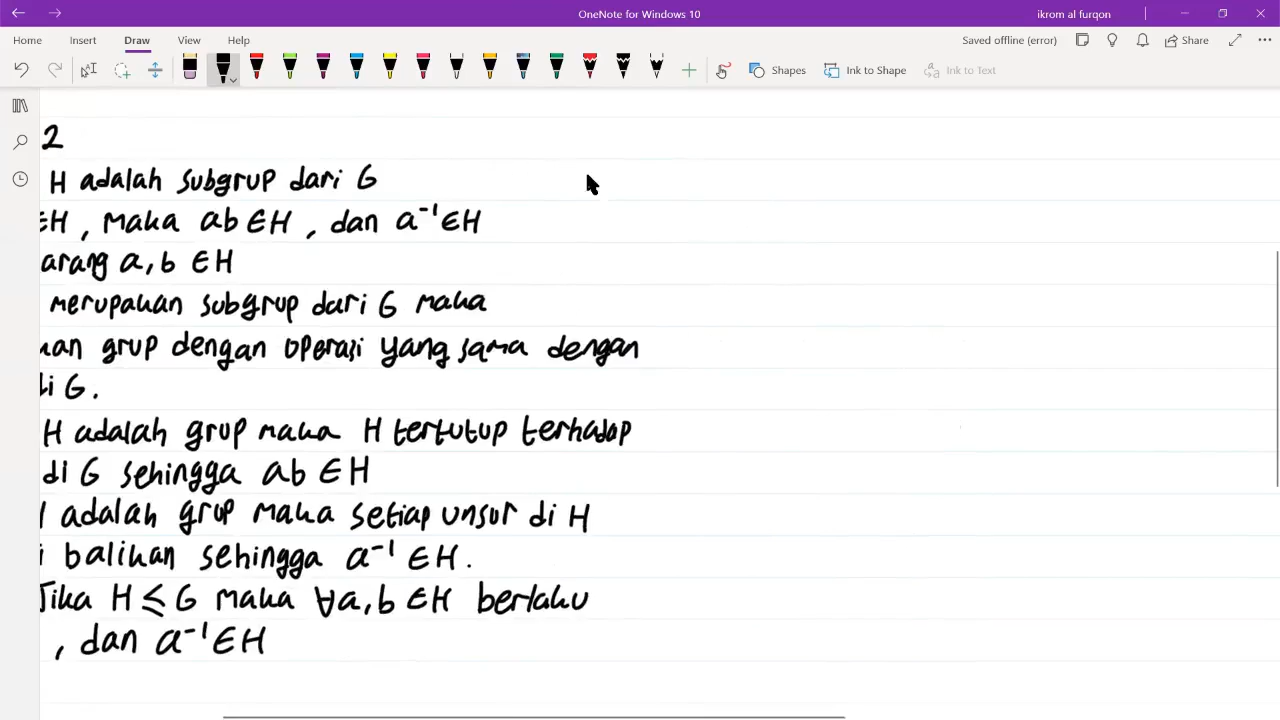 OneNote for Windows 10
ikrom al furqon
Home Insert Draw View Help
Saved offline (error)
Share
Shapes
Ink to Shape
Ink to Text
2
H adalah subgrup dari G
∈H , maka ab ∈H , dan a⁻¹ ∈H
arang a, b ∈H
merupakan subgrup dari G maka
kan grup dengan operasi yang sama dengan
di G.
H adalah grup maka H tertutup terhadap
di G sehingga ab ∈ H
H adalah grup maka setiap unsur di H
i balikan sehingga a⁻¹ ∈H.
Jika H ≤ G maka ∀a, b ∈H berlaku
, dan a⁻¹∈H